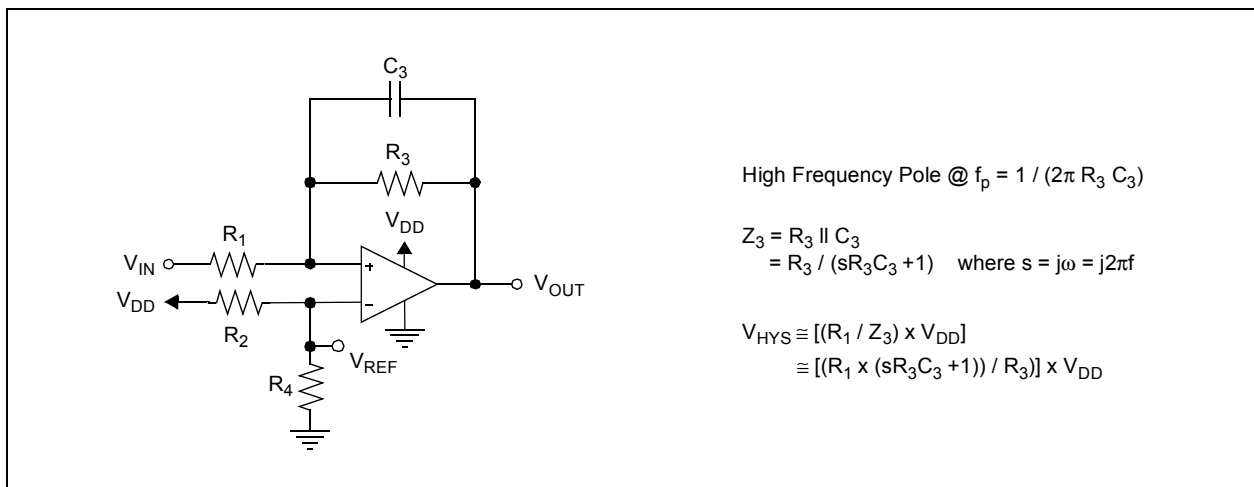 C3
R3
VDD
R1
VIN
+
VOUT
VDD
R2
−
VREF
R4
High Frequency Pole @ fp = 1 / (2π R3 C3)
Z3 = R3 ll C3
= R3 / (sR3C3 +1) where s = jω = j2πf
VHYS ≅ [(R1 / Z3) x VDD]
≅ [(R1 x (sR3C3 +1)) / R3)] x VDD